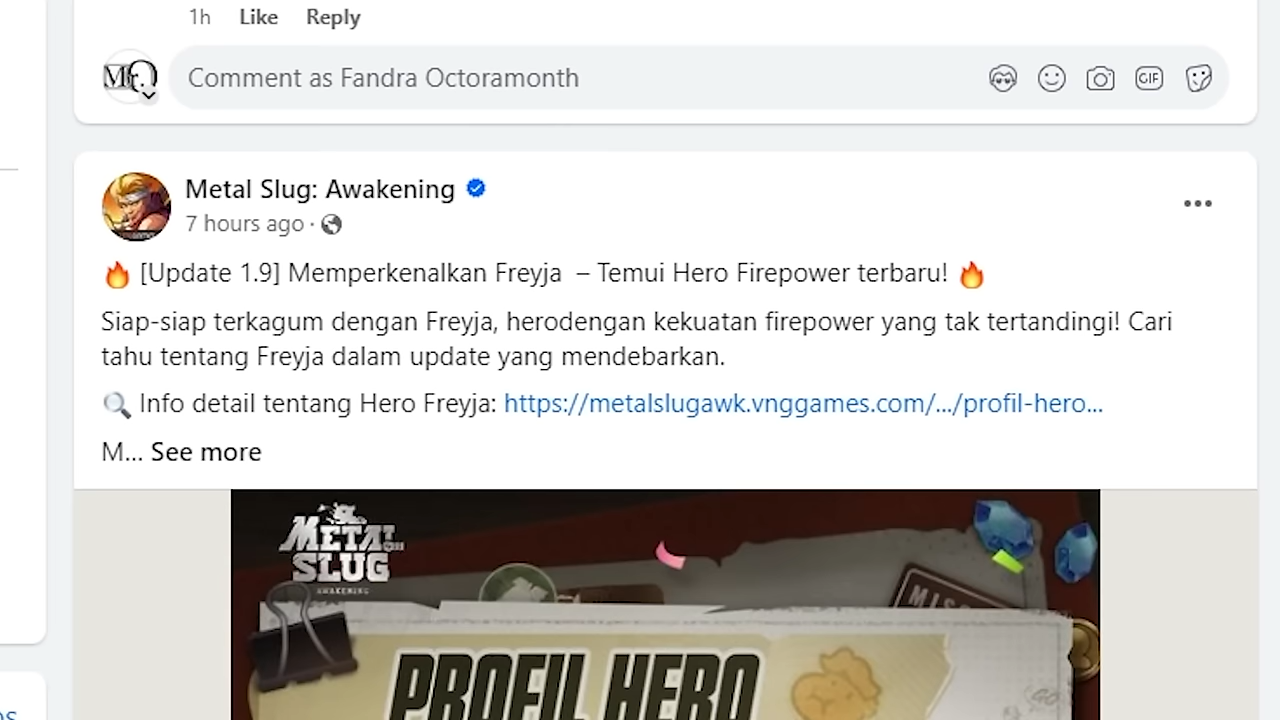 1h Like Reply
Comment as Fandra Octoramonth
GIF
Metal Slug: Awakening
7 hours ago ·
🔥 [Update 1.9] Memperkenalkan Freyja – Temui Hero Firepower terbaru! 🔥
Siap-siap terkagum dengan Freyja, herodengan kekuatan firepower yang tak tertandingi! Cari
tahu tentang Freyja dalam update yang mendebarkan.
🔍 Info detail tentang Hero Freyja: https://metalslugawk.vnggames.com/.../profil-hero...
M... See more
METAL
SLUG
AWAKENING
PROFIL HERO
GO